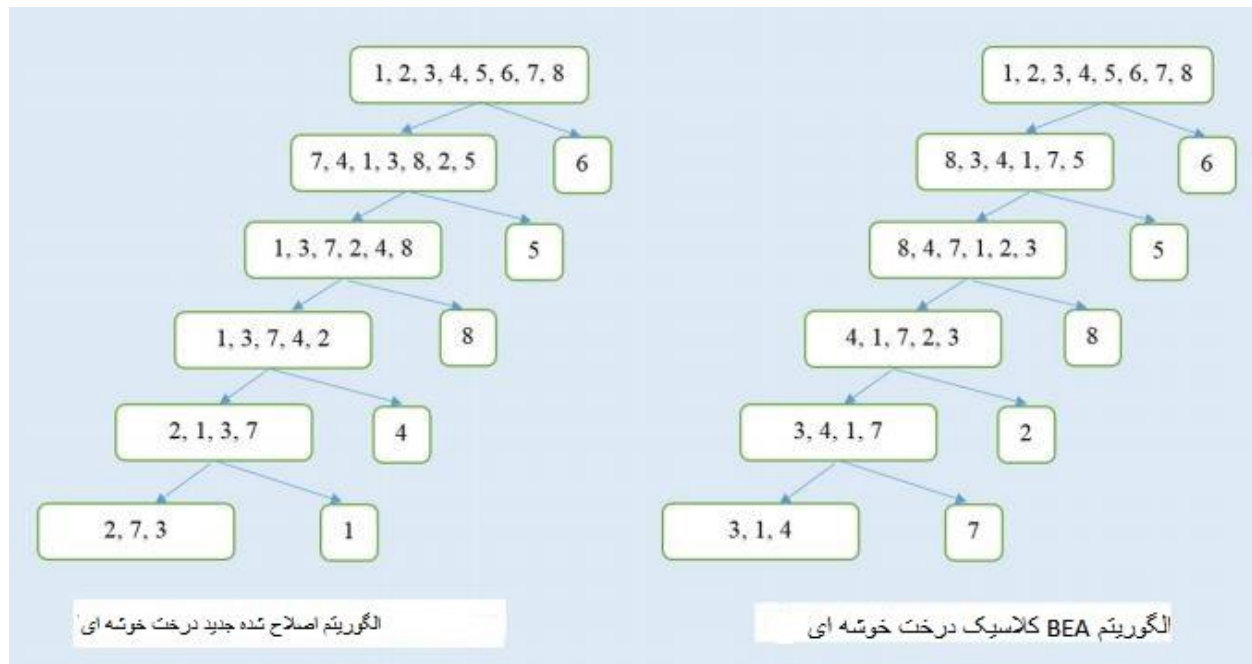 1, 2, 3, 4, 5, 6, 7, 8
7, 4, 1, 3, 8, 2, 5
6
1, 3, 7, 2, 4, 8
5
1, 3, 7, 4, 2
8
2, 1, 3, 7
4
2, 7, 3
1
الگوریتم اصلاح شده جدید درخت خوشه ای
1, 2, 3, 4, 5, 6, 7, 8
8, 3, 4, 1, 7, 5
6
8, 4, 7, 1, 2, 3
5
4, 1, 7, 2, 3
8
3, 4, 1, 7
2
3, 1, 4
7
الگوریتم BEA کلاسیک درخت خوشه ای